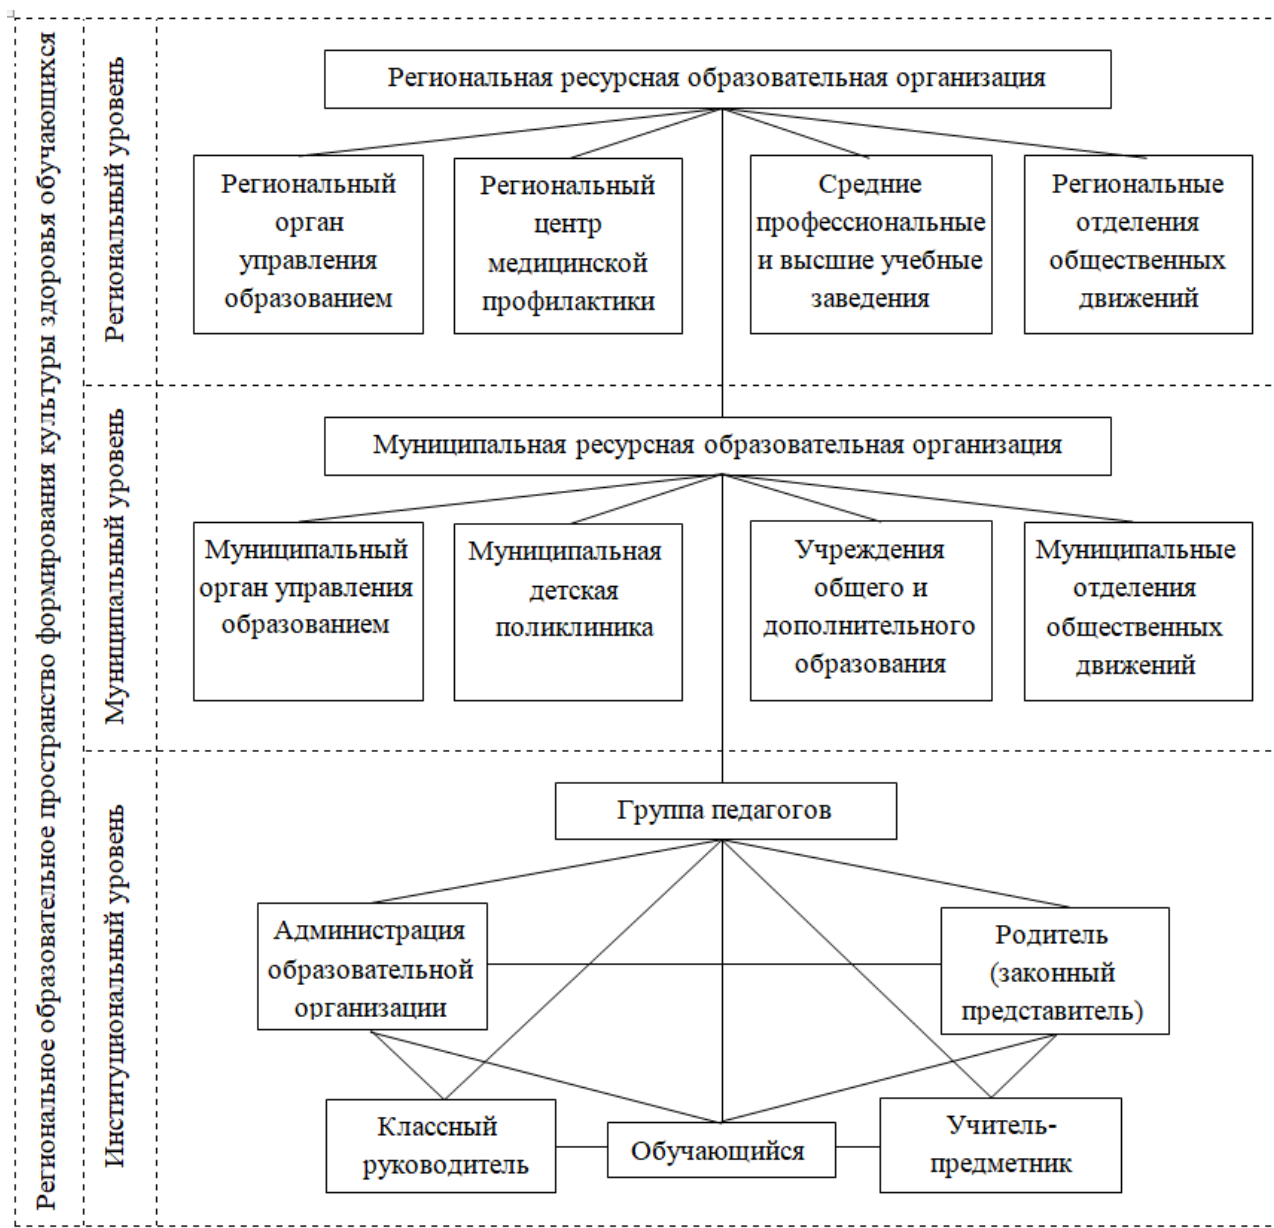 Региональное образовательное пространство формирования культуры здоровья обучающихся
Региональный уровень
Региональная ресурсная образовательная организация
Региональный
орган
управления
образованием
Региональный
центр
медицинской
профилактики
Средние
профессиональные
и высшие учебные
заведения
Региональные
отделения
общественных
движений
Муниципальный уровень
Муниципальная ресурсная образовательная организация
Муниципальный
орган управления
образованием
Муниципальная
детская
поликлиника
Учреждения
общего и
дополнительного
образования
Муниципальные
отделения
общественных
движений
Институциональный уровень
Группа педагогов
Администрация
образовательной
организации
Родитель
(законный
представитель)
Классный
руководитель
Обучающийся
Учитель-
предметник